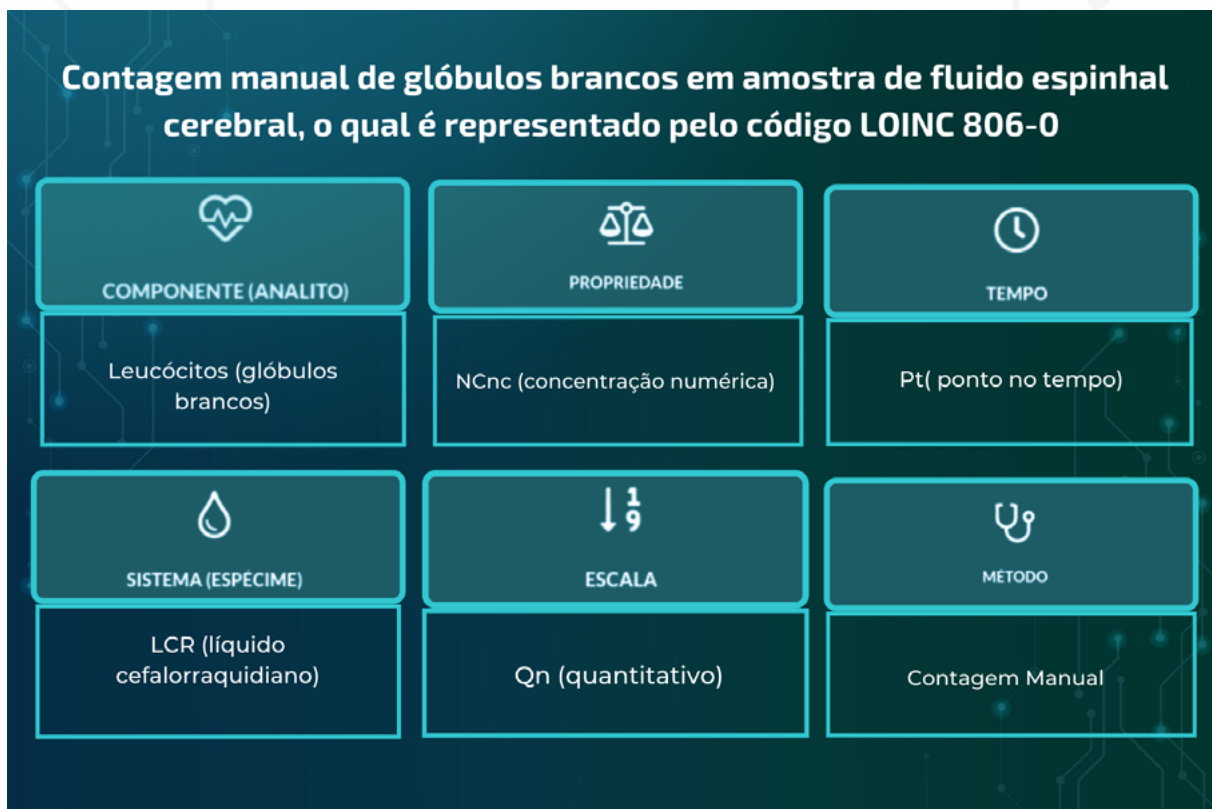 Contagem manual de glóbulos brancos em amostra de fluido espinhal
cerebral, o qual é representado pelo código LOINC 806-0
COMPONENTE (ANALITO)
Leucócitos (glóbulos
brancos)
PROPRIEDADE
NCnc (concentração numérica)
TEMPO
Pt( ponto no tempo)
SISTEMA (ESPÉCIME)
LCR (líquido
cefalorraquidiano)
1
9
ESCALA
Qn (quantitativo)
MÉTODO
Contagem Manual